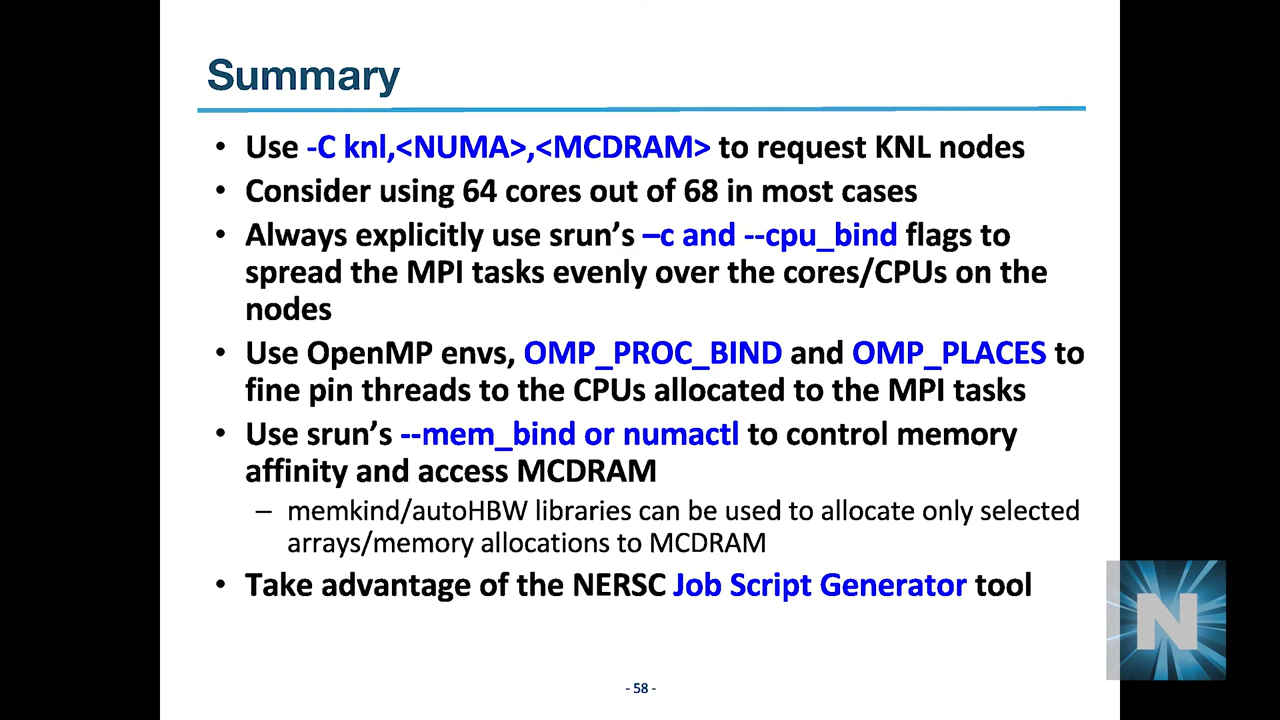 Summary
• Use -C knl,<NUMA>,<MCDRAM> to request KNL nodes
• Consider using 64 cores out of 68 in most cases
• Always explicitly use srun’s –c and --cpu_bind flags to
spread the MPI tasks evenly over the cores/CPUs on the
nodes
• Use OpenMP envs, OMP_PROC_BIND and OMP_PLACES to
fine pin threads to the CPUs allocated to the MPI tasks
• Use srun’s --mem_bind or numactl to control memory
affinity and access MCDRAM
– memkind/autoHBW libraries can be used to allocate only selected
arrays/memory allocations to MCDRAM
• Take advantage of the NERSC Job Script Generator tool
N
- 58 -